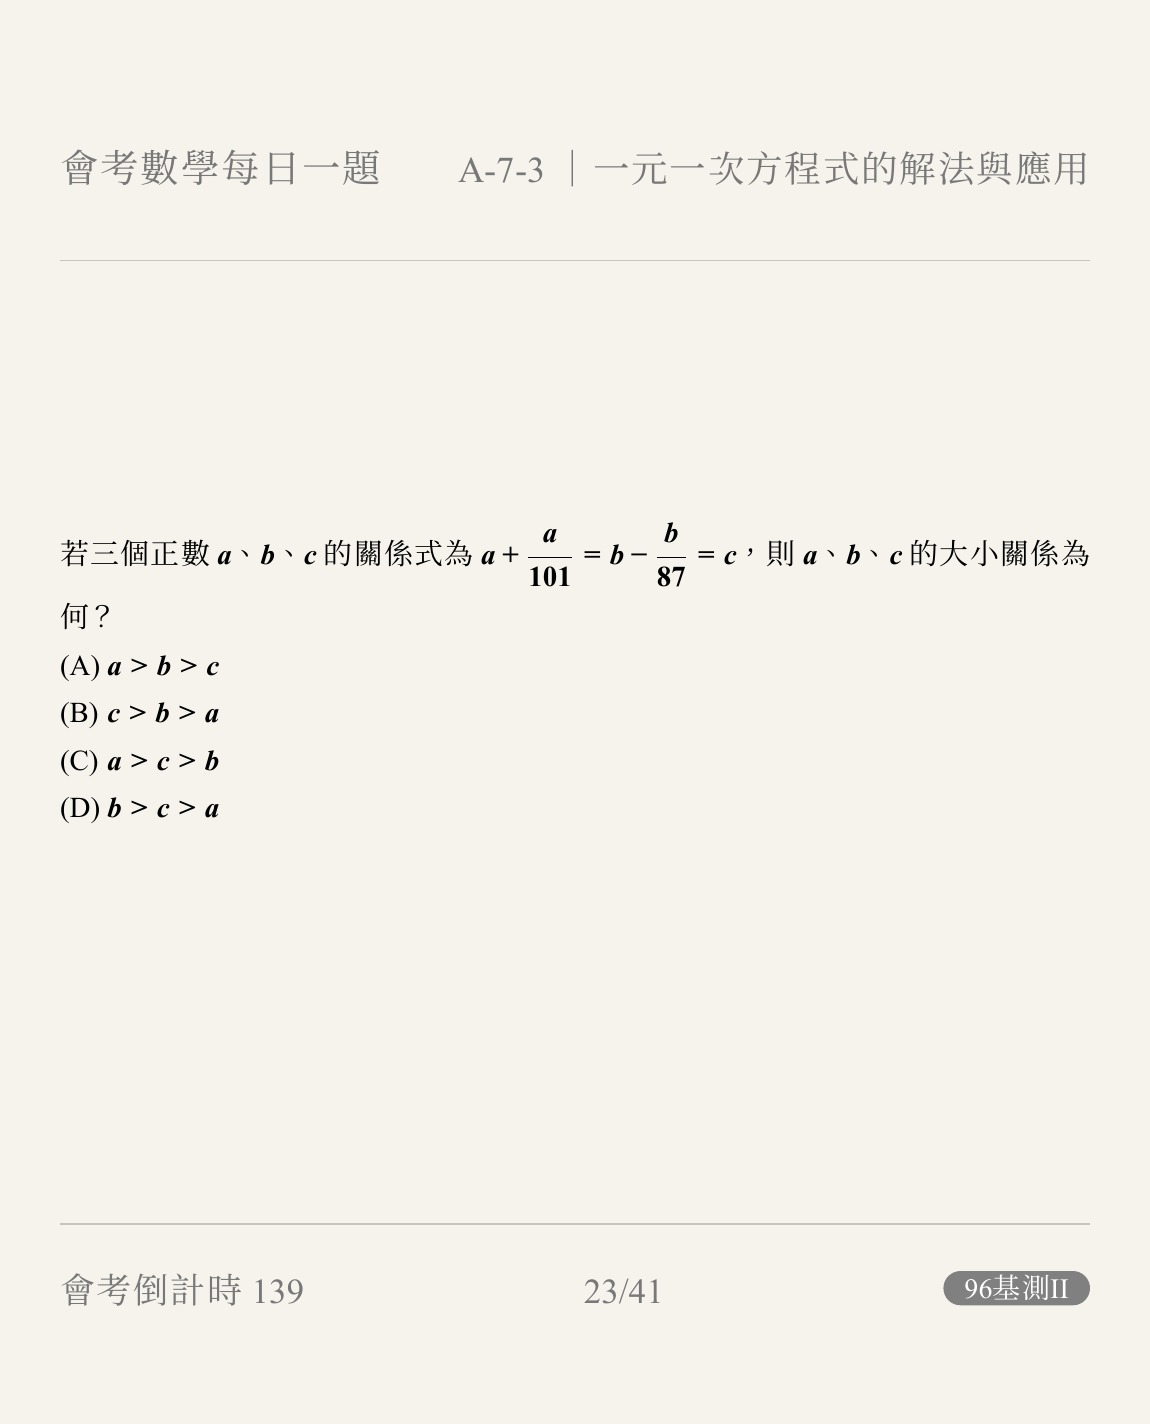 會考數學每日一題 A-7-3｜一元一次方程式的解法與應用
若三個正數 a、b、c 的關係式為 a + a/101 = b − b/87 = c，則 a、b、c 的大小關係為
何？
(A) a > b > c
(B) c > b > a
(C) a > c > b
(D) b > c > a
會考倒計時 139 23/41 96基測II